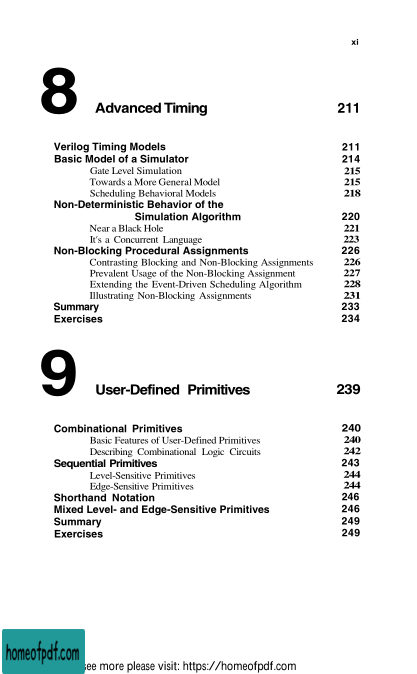 xi
8 Advanced Timing 211
Verilog Timing Models 211
Basic Model of a Simulator 214
Gate Level Simulation 215
Towards a More General Model 215
Scheduling Behavioral Models 218
Non-Deterministic Behavior of the
Simulation Algorithm 220
Near a Black Hole 221
It's a Concurrent Language 223
Non-Blocking Procedural Assignments 226
Contrasting Blocking and Non-Blocking Assignments 226
Prevalent Usage of the Non-Blocking Assignment 227
Extending the Event-Driven Scheduling Algorithm 228
Illustrating Non-Blocking Assignments 231
Summary 233
Exercises 234
9 User-Defined Primitives 239
Combinational Primitives 240
Basic Features of User-Defined Primitives 240
Describing Combinational Logic Circuits 242
Sequential Primitives 243
Level-Sensitive Primitives 244
Edge-Sensitive Primitives 244
Shorthand Notation 246
Mixed Level- and Edge-Sensitive Primitives 246
Summary 249
Exercises 249
homeofpdf.com
see more please visit: https://homeofpdf.com